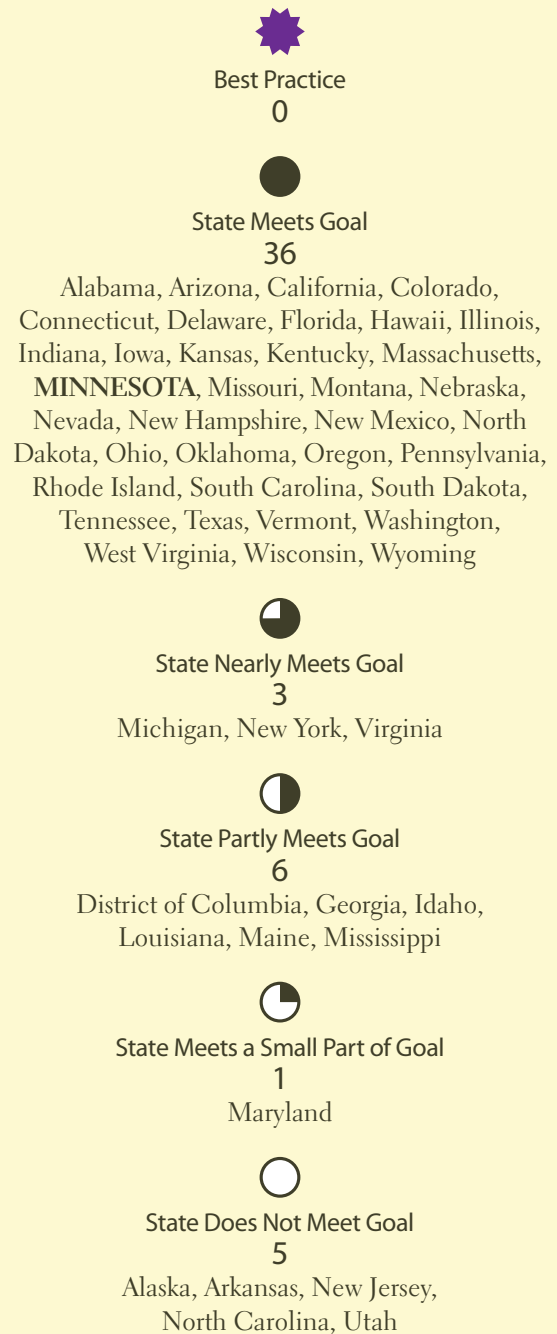 Best Practice
0
State Meets Goal
36
Alabama, Arizona, California, Colorado,
Connecticut, Delaware, Florida, Hawaii, Illinois,
Indiana, Iowa, Kansas, Kentucky, Massachusetts,
MINNESOTA, Missouri, Montana, Nebraska,
Nevada, New Hampshire, New Mexico, North
Dakota, Ohio, Oklahoma, Oregon, Pennsylvania,
Rhode Island, South Carolina, South Dakota,
Tennessee, Texas, Vermont, Washington,
West Virginia, Wisconsin, Wyoming
State Nearly Meets Goal
3
Michigan, New York, Virginia
State Partly Meets Goal
6
District of Columbia, Georgia, Idaho,
Louisiana, Maine, Mississippi
State Meets a Small Part of Goal
1
Maryland
State Does Not Meet Goal
5
Alaska, Arkansas, New Jersey,
North Carolina, Utah